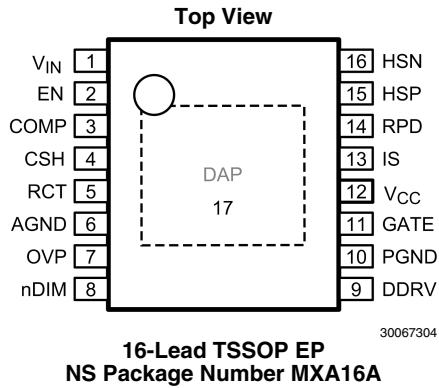 Top View
VIN 1
EN 2
COMP 3
CSH 4
RCT 5
AGND 6
OVP 7
nDIM 8
DAP
17
16 HSN
15 HSP
14 RPD
13 IS
12 VCC
11 GATE
10 PGND
9 DDRV
30067304
16-Lead TSSOP EP
NS Package Number MXA16A